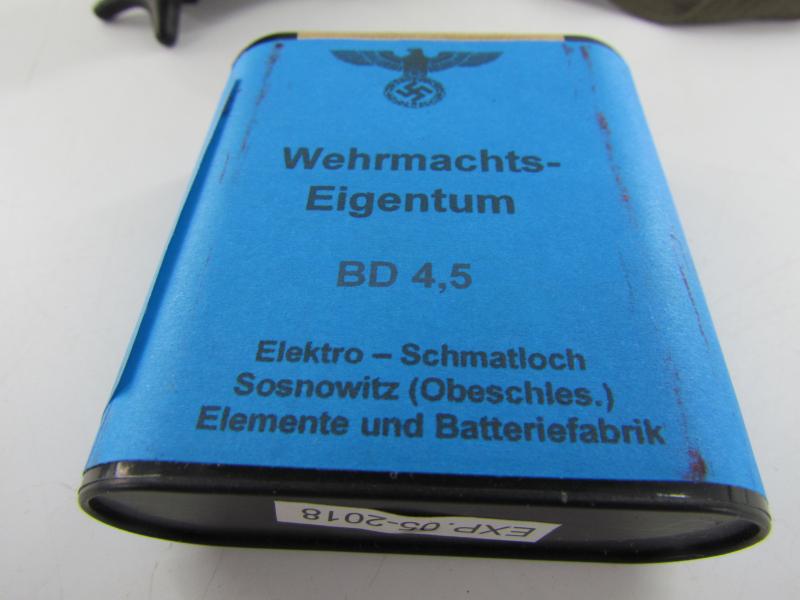 Wehrmachts-
Eigentum
BD 4,5
Elektro – Schmatloch
Sosnowitz (Obeschles.)
Elemente und Batteriefabrik
EXP. 05-2018